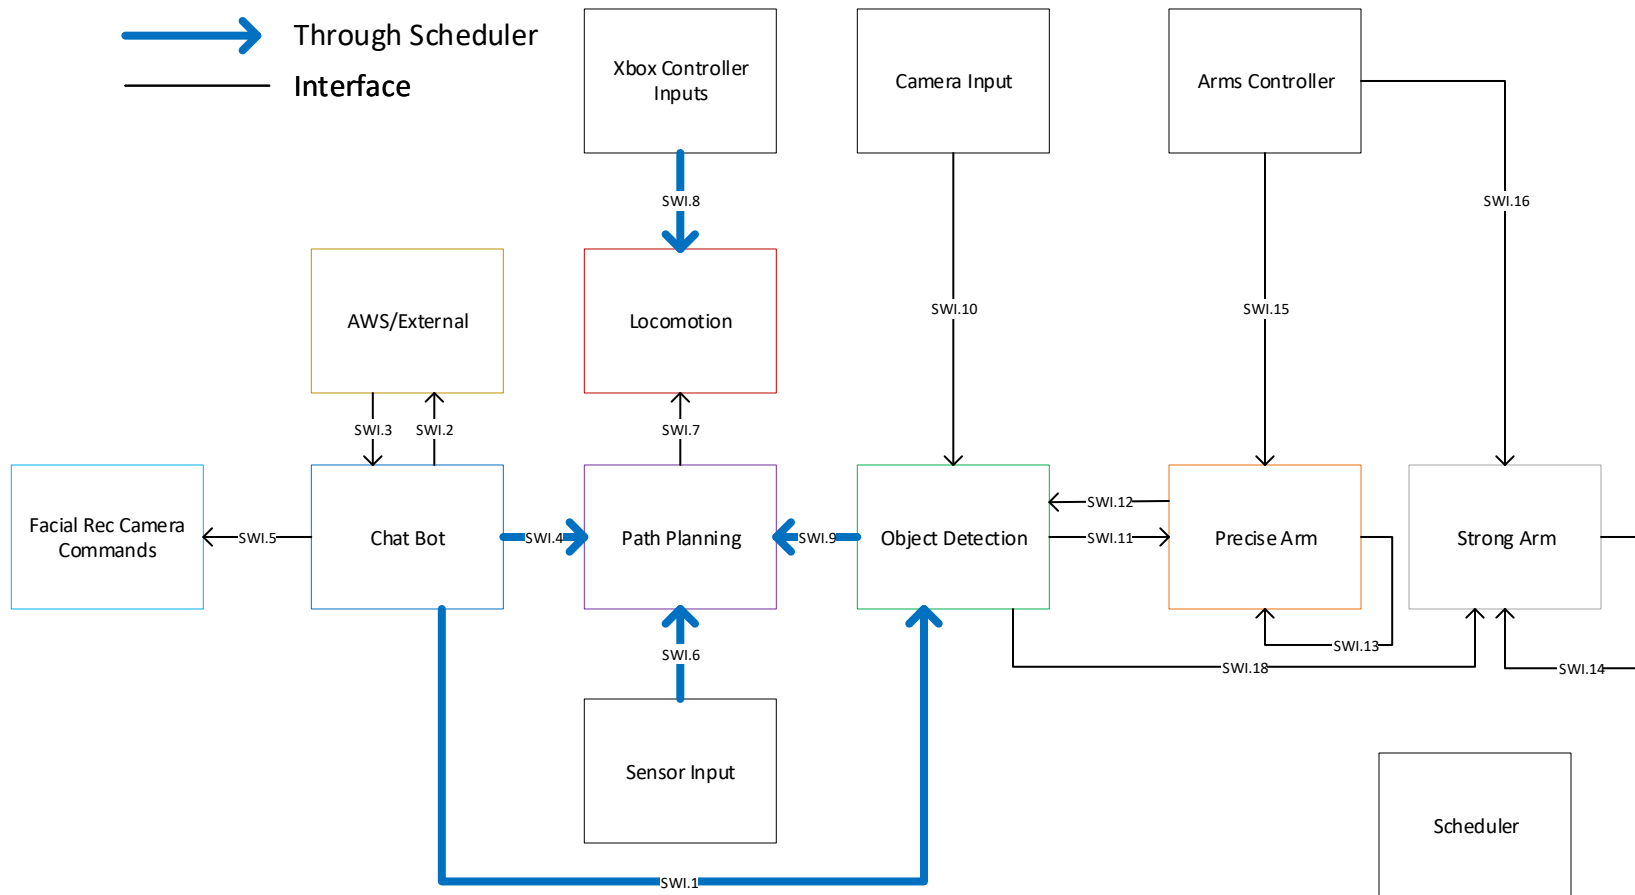 Through Scheduler
Interface
Xbox Controller
Inputs
Camera Input
Arms Controller
SWI.8
SWI.16
SWI.10
SWI.15
AWS/External
Locomotion
SWI.3
SWI.2
SWI.7
Facial Rec Camera
Commands
SWI.5
Chat Bot
SWI.4
Path Planning
SWI.9
Object Detection
SWI.12
SWI.11
Precise Arm
Strong Arm
SWI.6
SWI.13
SWI.18
SWI.14
Sensor Input
Scheduler
SWI.1